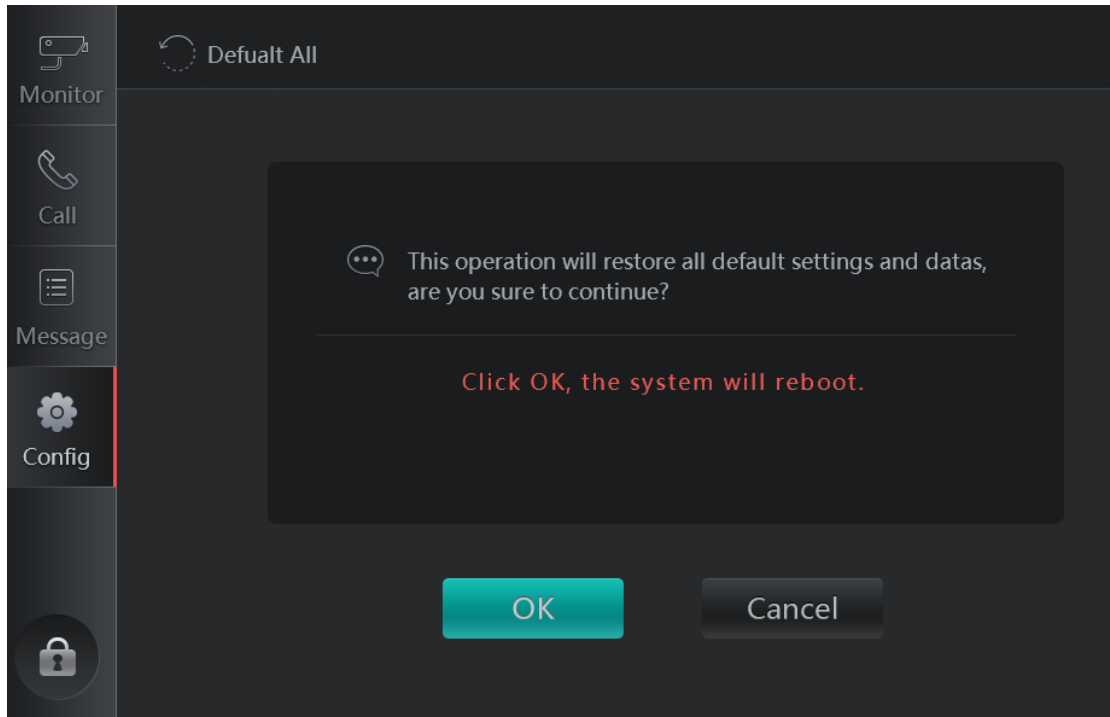 Defualt All
Monitor
Call
Message
Config
This operation will restore all default settings and datas,
are you sure to continue?
Click OK, the system will reboot.
OK
Cancel